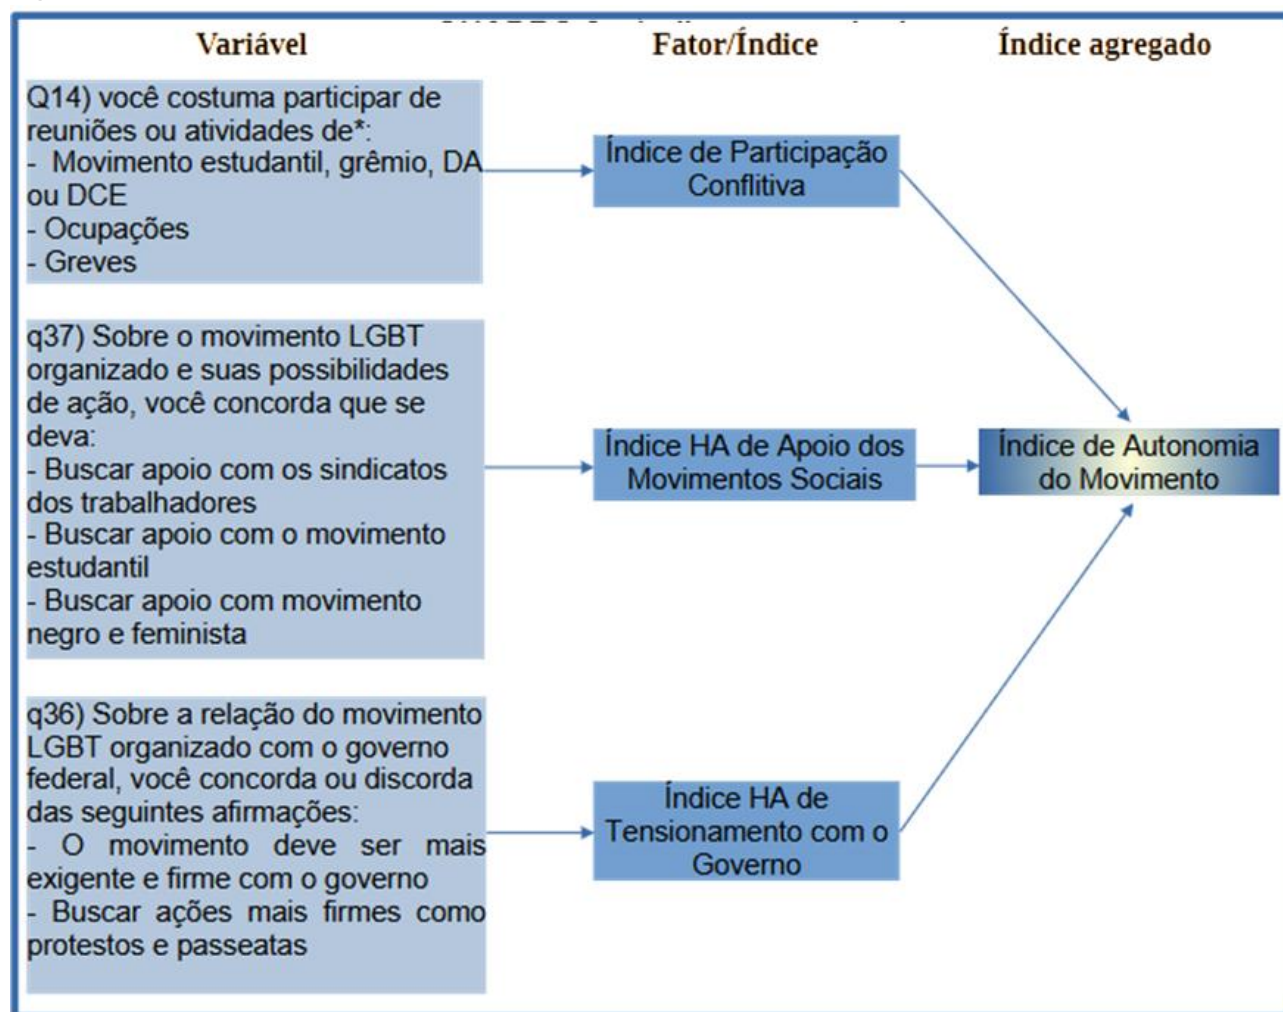 Variável
Fator/Índice
Índice agregado
Q14) você costuma participar de
reuniões ou atividades de*:
- Movimento estudantil, grêmio, DA
ou DCE
- Ocupações
- Greves
Índice de Participação
Conflitiva
q37) Sobre o movimento LGBT
organizado e suas possibilidades
de ação, você concorda que se
deva:
- Buscar apoio com os sindicatos
dos trabalhadores
- Buscar apoio com o movimento
estudantil
- Buscar apoio com movimento
negro e feminista
Índice HA de Apoio dos
Movimentos Sociais
Índice de Autonomia
do Movimento
q36) Sobre a relação do movimento
LGBT organizado com o governo
federal, você concorda ou discorda
das seguintes afirmações:
- O movimento deve ser mais
exigente e firme com o governo
- Buscar ações mais firmes como
protestos e passeatas
Índice HA de
Tensionamento com o
Governo